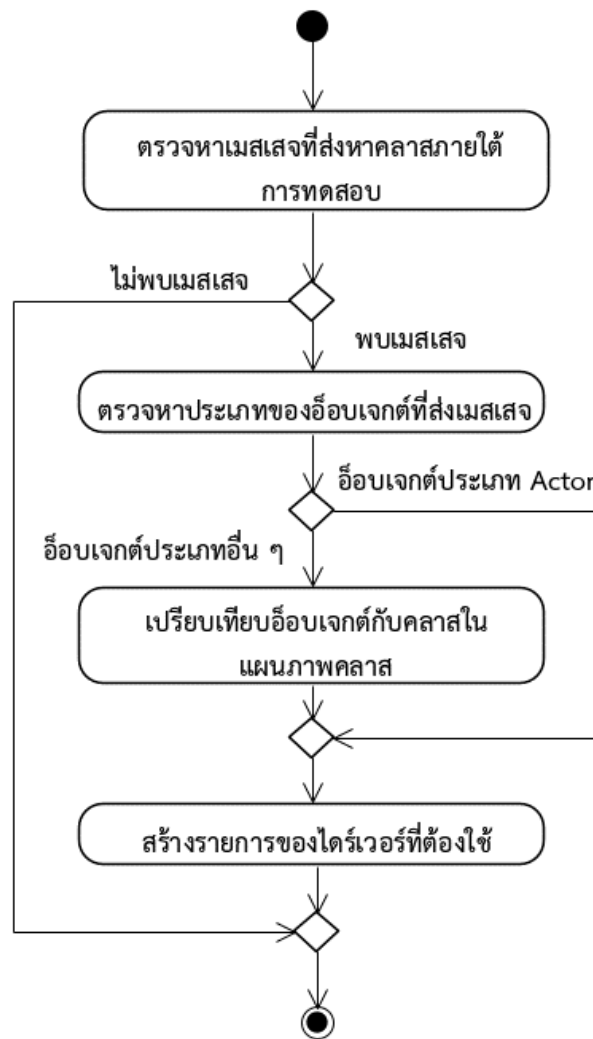 ตรวจหาเมสเสจที่ส่งหาคลาสภายใต้
การทดสอบ
ไม่พบเมสเสจ
พบเมสเสจ
ตรวจหาประเภทของอ็อบเจกต์ที่ส่งเมสเสจ
อ็อบเจกต์ประเภท Actor
อ็อบเจกต์ประเภทอื่น ๆ
เปรียบเทียบอ็อบเจกต์กับคลาสใน
แผนภาพคลาส
สร้างรายการของไดร์เวอร์ที่ต้องใช้